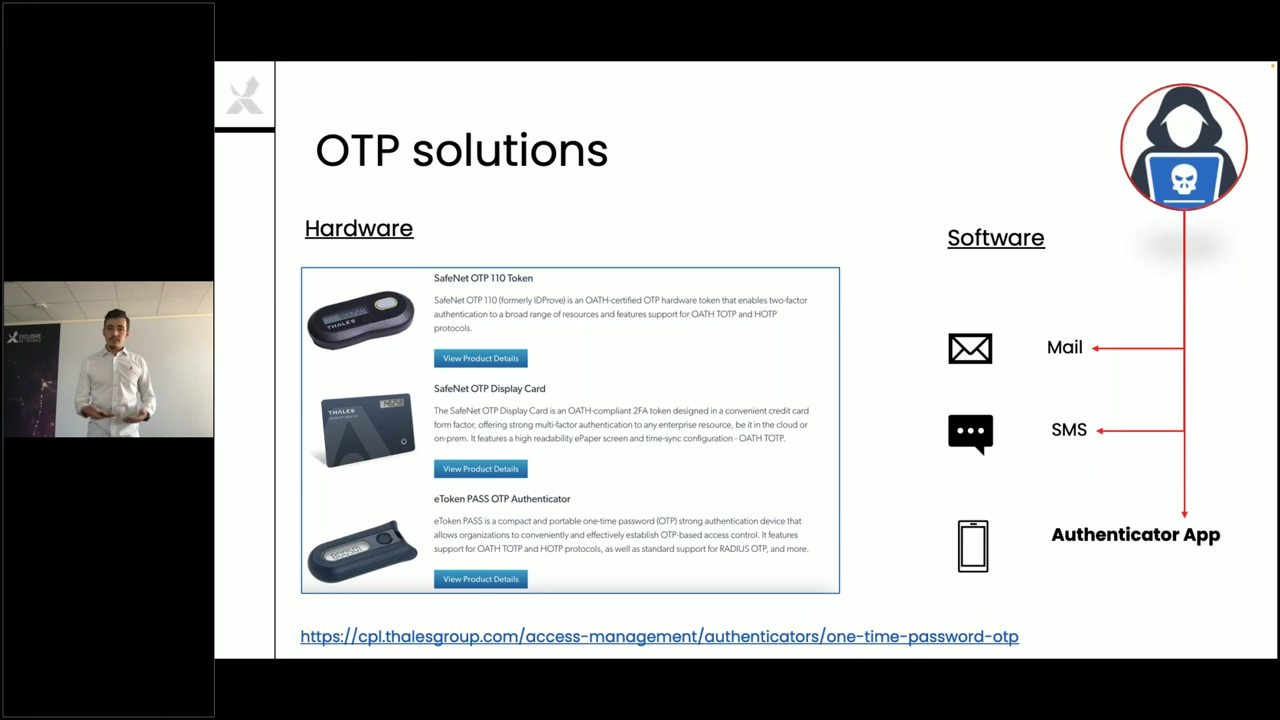 OTP solutions
Hardware
SafeNet OTP 110 Token
SafeNet OTP 110 (formerly IDProve) is an OATH-certified OTP hardware token that enables two-factor
authentication to a broad range of resources and features support for OATH TOTP and HOTP
protocols.
THALES
View Product Details
SafeNet OTP Display Card
The SafeNet OTP Display Card is an OATH-compliant 2FA token designed in a convenient credit card
form factor, offering strong multi-factor authentication to any enterprise resource, be it in the cloud or
on-prem. It features a high readability ePaper screen and time-sync configuration - OATH TOTP.
THALES
View Product Details
eToken PASS OTP Authenticator
eToken PASS is a compact and portable one-time password (OTP) strong authentication device that
allows organizations to conveniently and effectively establish OTP-based access control. It features
support for OATH TOTP and HOTP protocols, as well as standard support for RADIUS OTP, and more.
View Product Details
https://cpl.thalesgroup.com/access-management/authenticators/one-time-password-otp
Software
Mail
SMS
Authenticator App
EXCLUSIVE
NETWORKS